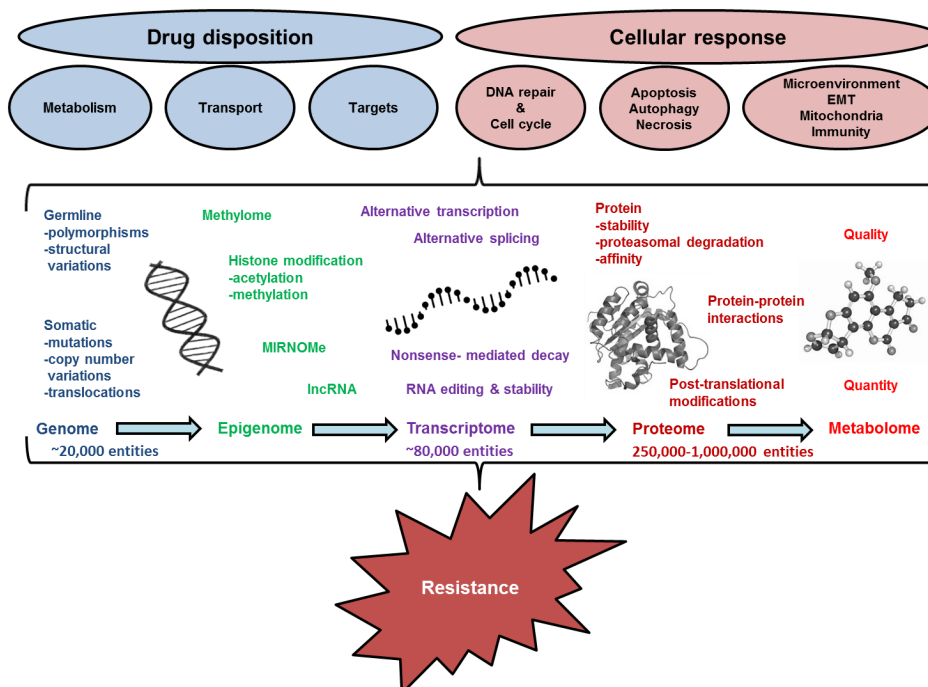 Drug disposition
Cellular response
Metabolism
Transport
Targets
DNA repair
&
Cell cycle
Apoptosis
Autophagy
Necrosis
Microenvironment
EMT
Mitochondria
Immunity
Germline
-polymorphisms
-structural
variations
Somatic
-mutations
-copy number
variations
-translocations
Methylome
Histone modification
-acetylation
-methylation
MIRNOMe
lncRNA
Alternative transcription
Alternative splicing
Nonsense- mediated decay
RNA editing & stability
Protein
-stability
-proteasomal degradation
-affinity
Protein-protein
interactions
Post-translational
modifications
Quality
Quantity
Genome
Epigenome
Transcriptome
Proteome
Metabolome
~20,000 entities
~80,000 entities
250,000-1,000,000 entities
Resistance